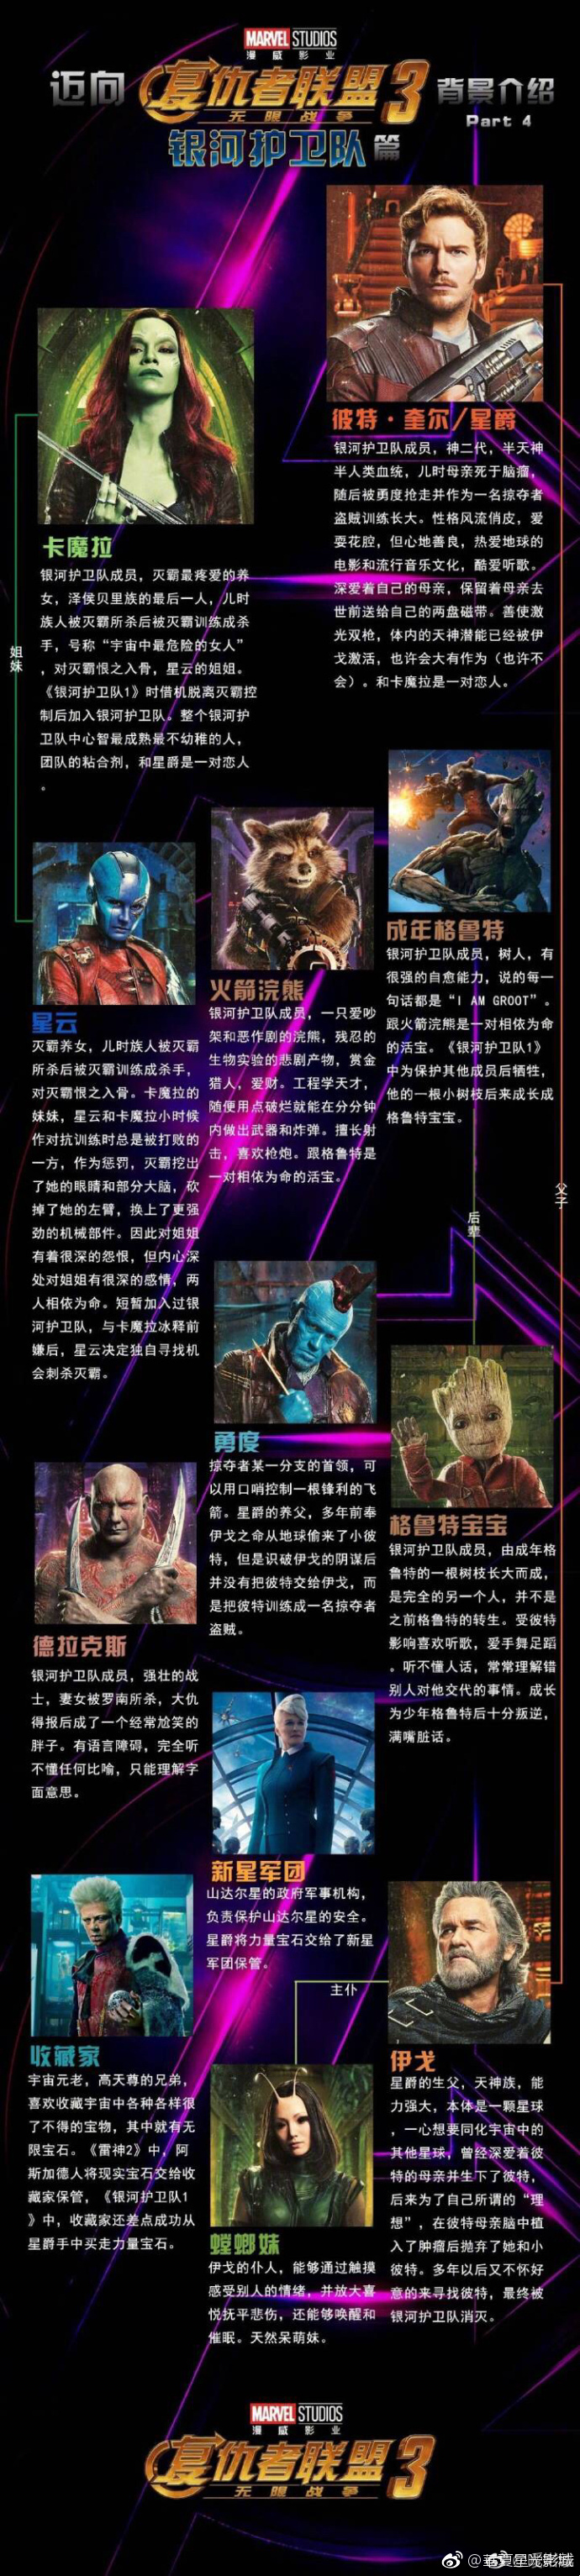 MARVEL STUDIOS
漫威影业
迈向 复仇者联盟3 背景介绍
无限战争
Part 4
银河护卫队篇
彼特·奎尔/星爵
银河护卫队成员，神二代，半天神
半人类血统，儿时母亲死于脑瘤，
随后被勇度抢走并作为一名掠夺者
盗贼训练长大。性格风流俏皮，爱
耍花腔，但心地善良，热爱地球的
电影和流行音乐文化，酷爱听歌。
深爱着自己的母亲，保留着母亲去
世前送给自己的两盘磁带。善使激
光双枪，体内的天神潜能已经被伊
戈激活，也许会大有作为（也许不
会）。和卡魔拉是一对恋人。
卡魔拉
银河护卫队成员，灭霸最疼爱的养
女，泽侯贝里族的最后一人，儿时
族人被灭霸所杀后被灭霸训练成杀
手，号称“宇宙中最危险的女人”
，对灭霸恨之入骨，星云的姐姐。
《银河护卫队1》时借机脱离灭霸控
制后加入银河护卫队。整个银河护
卫队中心智最成熟最不幼稚的人，
团队的粘合剂，和星爵是一对恋人
。
姐妹
成年格鲁特
银河护卫队成员，树人，有
很强的自愈能力，说的每一
句话都是“I AM GROOT”。
跟火箭浣熊是一对相依为命
的活宝。《银河护卫队1》
中为保护其他成员后牺牲，
他的一根小树枝后来成长成
格鲁特宝宝。
火箭浣熊
银河护卫队成员，一只爱吵
架和恶作剧的浣熊，残忍的
生物实验的悲剧产物，赏金
猎人，爱财。工程学天才，
随便用点破烂就能在分分钟
内做出武器和炸弹。擅长射
击，喜欢枪炮。跟格鲁特是
一对相依为命的活宝。
星云
灭霸养女，儿时族人被灭霸
所杀后被灭霸训练成杀手，
对灭霸恨之入骨。卡魔拉的
妹妹，星云和卡魔拉小时候
作对抗训练时总是被打败的
一方，作为惩罚，灭霸挖出
了她的眼睛和部分大脑，砍
掉了她的左臂，换上了更强
劲的机械部件。因此对姐姐
有着很深的怨恨，但内心深
处对姐姐有很深的感情，两
人相依为命。短暂加入过银
河护卫队，与卡魔拉冰释前
嫌后，星云决定独自寻找机
会刺杀灭霸。
父子
后辈
勇度
掠夺者某一分支的首领，可
以用口哨控制一根锋利的飞
箭。星爵的养父，多年前奉
伊戈之命从地球偷来了小彼
特，但是识破伊戈的阴谋后
并没有把彼特交给伊戈，而
是把彼特训练成一名掠夺者
盗贼。
格鲁特宝宝
银河护卫队成员，由成年格
鲁特的一根树枝长大而成，
是完全的另一个人，并不是
之前格鲁特的转生。受彼特
影响喜欢听歌，爱手舞足蹈
。听不懂人话，常常理解错
别人对他交代的事情。成长
为少年格鲁特后十分叛逆，
满嘴脏话。
德拉克斯
银河护卫队成员，强壮的战
士，妻女被罗南所杀，大仇
得报后成了一个经常尬笑的
胖子。有语言障碍，完全听
不懂任何比喻，只能理解字
面意思。
新星军团
山达尔星的政府军事机构，
负责保护山达尔星的安全。
星爵将力量宝石交给了新星
军团保管。
主仆
收藏家
宇宙元老，高天尊的兄弟，
喜欢收藏宇宙中各种各样很
了不得的宝物，其中就有无
限宝石。《雷神2》中，阿
斯加德人将现实宝石交给收
藏家保管，《银河护卫队1
》中，收藏家还差点成功从
星爵手中买走力量宝石。
伊戈
星爵的生父，天神族，能
力强大，本体是一颗星球
，一心想要同化宇宙中的
其他星球，曾经深爱着彼
特的母亲并生下了彼特，
后来为了自己所谓的“理
想”，在彼特母亲脑中植
入了肿瘤后抛弃了她和小
彼特。多年以后又不怀好
意的来寻找彼特，最终被
银河护卫队消灭。
螳螂妹
伊戈的仆人，能够通过触摸
感受别人的情绪，并放大喜
悦抚平悲伤，还能够唤醒和
催眠。天然呆萌妹。
MARVEL STUDIOS
漫威影业
复仇者联盟3
无限战争